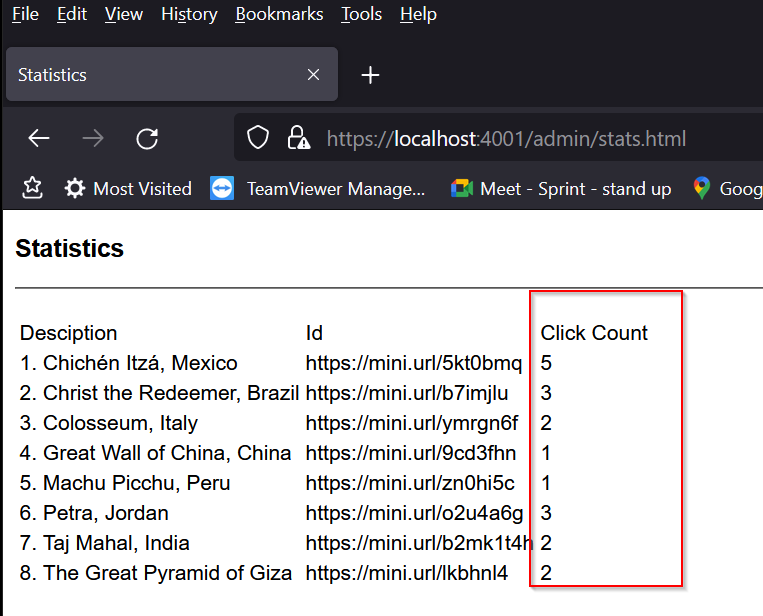 File Edit View History Bookmarks Tools Help
Statistics
https://localhost:4001/admin/stats.html
Most Visited TeamViewer Manage... Meet - Sprint - stand up Goog
Statistics
Desciption Id Click Count
1. Chichén Itzá, Mexico https://mini.url/5kt0bmq 5
2. Christ the Redeemer, Brazil https://mini.url/b7imjlu 3
3. Colosseum, Italy https://mini.url/ymrgn6f 2
4. Great Wall of China, China https://mini.url/9cd3fhn 1
5. Machu Picchu, Peru https://mini.url/zn0hi5c 1
6. Petra, Jordan https://mini.url/o2u4a6g 3
7. Taj Mahal, India https://mini.url/b2mk1t4h 2
8. The Great Pyramid of Giza https://mini.url/lkbhnl4 2